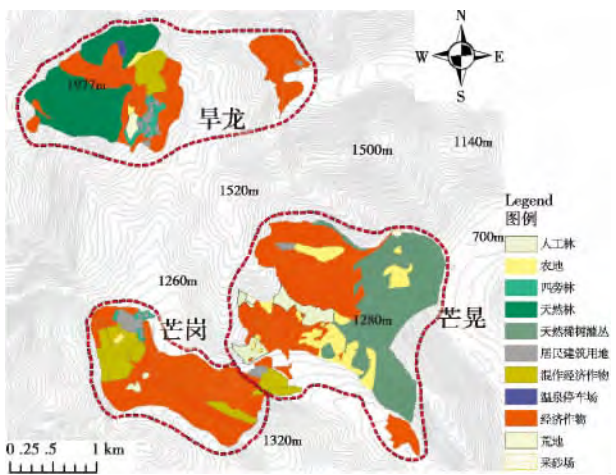 N
W E
S
1977m
旱龙
1500m
1140m
1520m
Legend
图例
700m
人工林
农地
四旁林
天然林
天然稀树灌丛
居民建筑用地
混作经济作物
温泉停车场
经济作物
荒地
采砂场
1260m
芒岗
1280m
芒晃
1320m
0 .25 .5 1 km